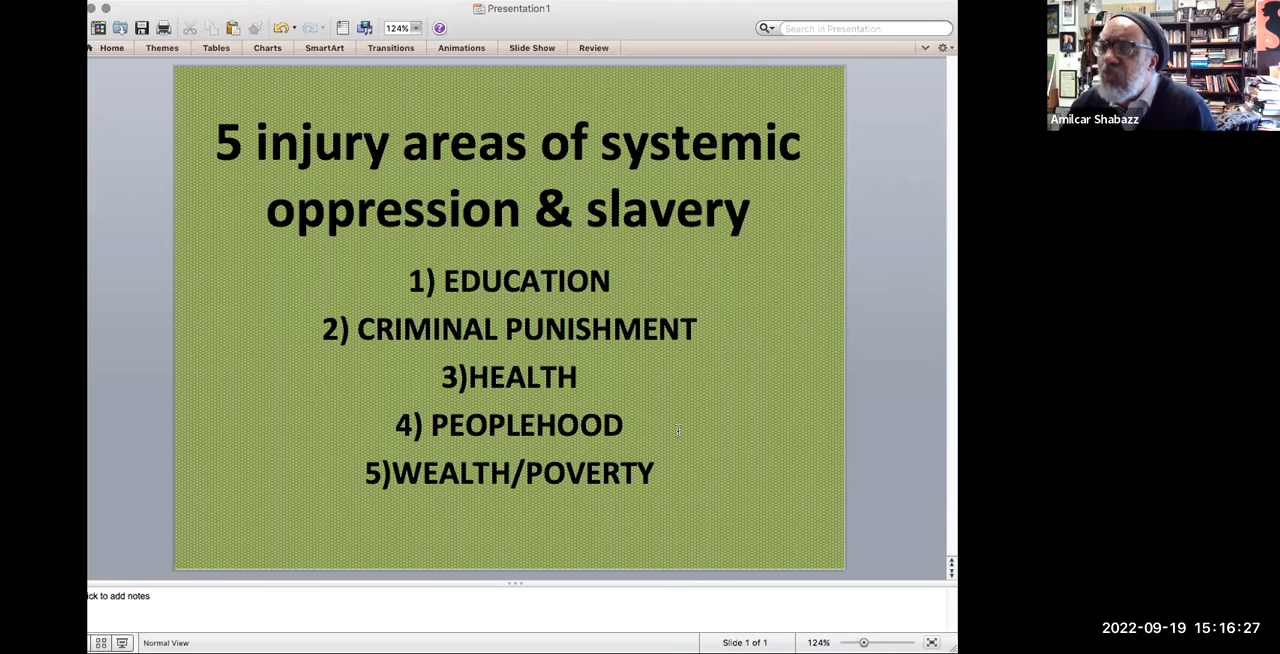 Presentation1
124%
Search in Presentation
Home Themes Tables Charts SmartArt Transitions Animations Slide Show Review
Amilcar Shabazz
5 injury areas of systemic
oppression & slavery
1) EDUCATION
2) CRIMINAL PUNISHMENT
3)HEALTH
4) PEOPLEHOOD
5)WEALTH/POVERTY
ick to add notes
Normal View Slide 1 of 1 124%
2022-09-19 15:16:27